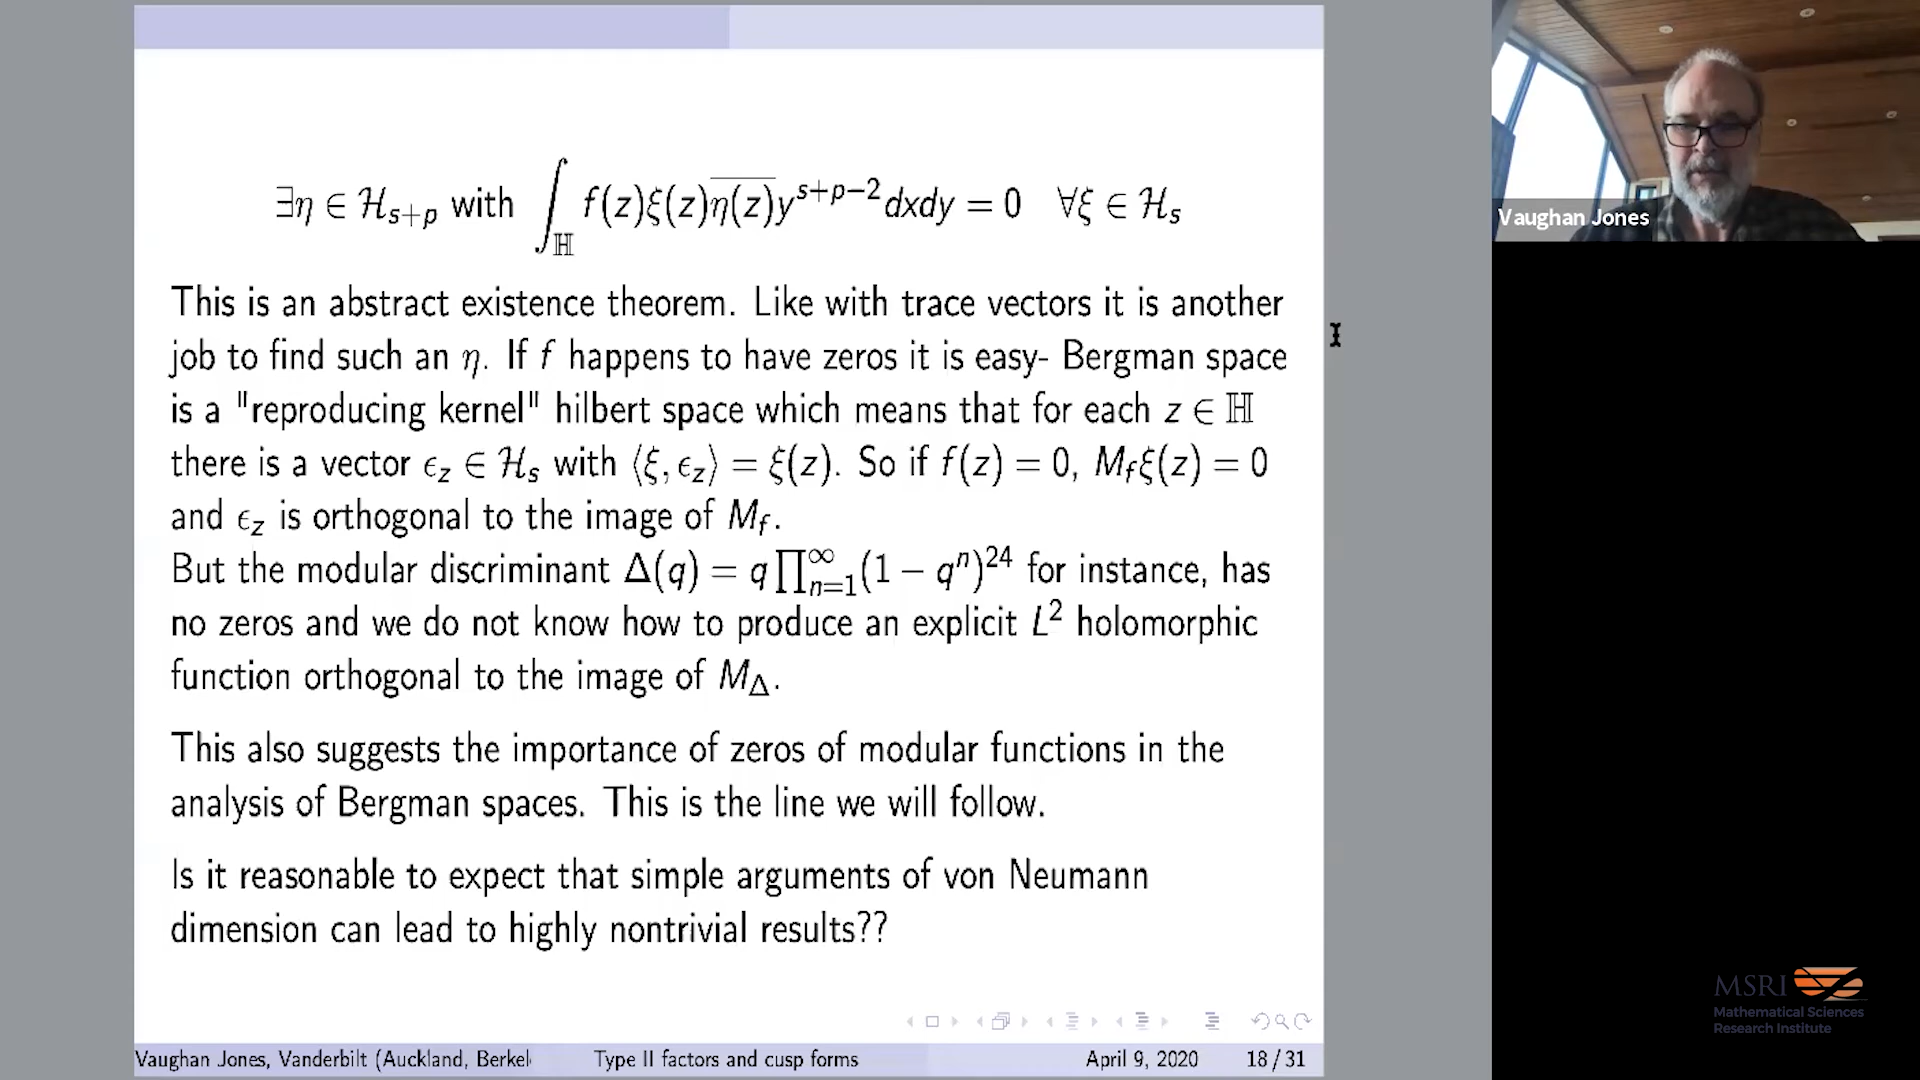 ∃η ∈ ℋ_{s+p} with ∫_ℍ f(z)ξ(z)\overline{η(z)}y^{s+p−2}dxdy = 0 ∀ξ ∈ ℋ_s
This is an abstract existence theorem. Like with trace vectors it is another
job to find such an η. If f happens to have zeros it is easy- Bergman space
is a "reproducing kernel" hilbert space which means that for each z ∈ ℍ
there is a vector ϵ_z ∈ ℋ_s with ⟨ξ, ϵ_z⟩ = ξ(z). So if f(z) = 0, M_fξ(z) = 0
and ϵ_z is orthogonal to the image of M_f.
But the modular discriminant Δ(q) = q∏_{n=1}^∞(1 − q^n)^{24} for instance, has
no zeros and we do not know how to produce an explicit L² holomorphic
function orthogonal to the image of M_Δ.
This also suggests the importance of zeros of modular functions in the
analysis of Bergman spaces. This is the line we will follow.
Is it reasonable to expect that simple arguments of von Neumann
dimension can lead to highly nontrivial results??
Vaughan Jones, Vanderbilt (Auckland, Berkel Type II factors and cusp forms April 9, 2020 18 / 31
Vaughan Jones
MSRI
Mathematical Sciences
Research Institute